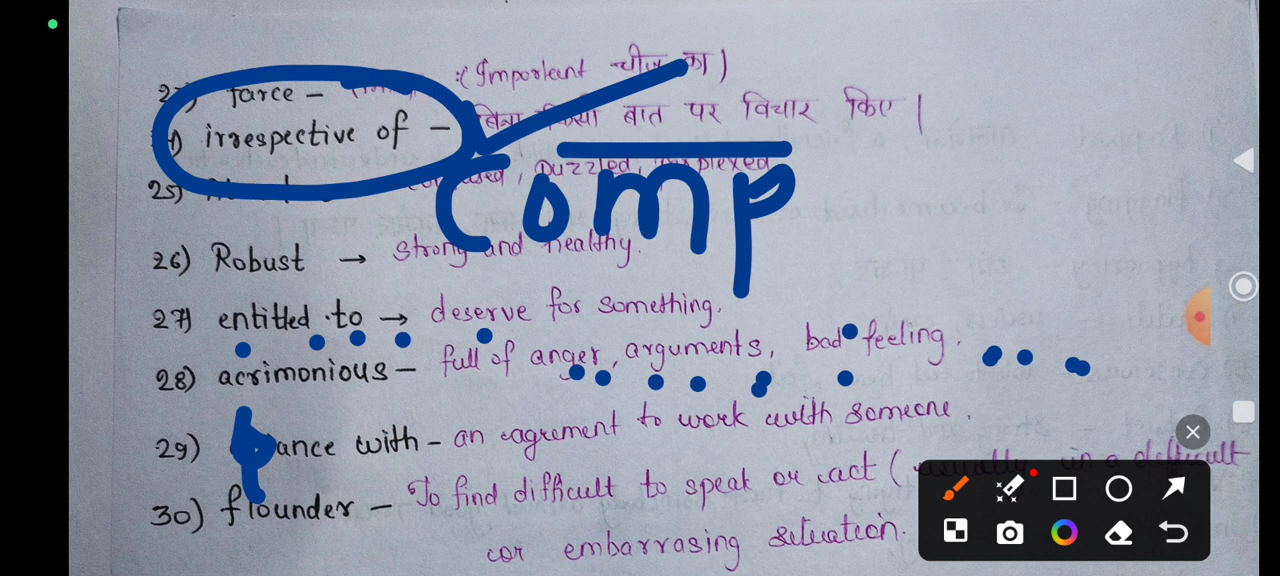 (Important चीज का)
farce -
irrespective of - बिना किसी बात पर विचार किए |
25) puzzled, perplexed
Comp
26) Robust → strong and healthy.
27) entitled to → deserve for something.
28) acrimonious - full of anger, arguments, bad feeling.
29) ance with - an agrument to work with someone.
30) flounder - To find difficult to speak or act (usually in a difficult
or embarrasing situation.